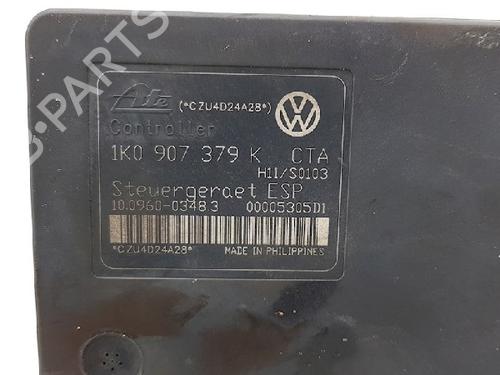 B-PARTS
Ate (*CZU4D24A28*)
Controller
1K0 907 379 K CTA
H11/S0103
Steuergeraet ESP
10.0960-0348.3 00005305D1
*CZU4D24A28*
MADE IN PHILIPPINES